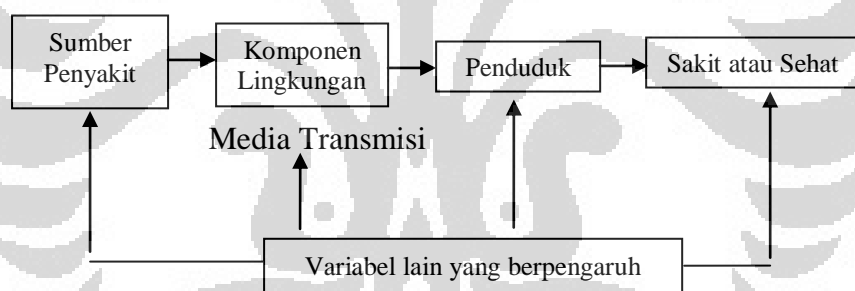 Sumber
Penyakit
Komponen
Lingkungan
Penduduk
Sakit atau Sehat
Media Transmisi
Variabel lain yang berpengaruh